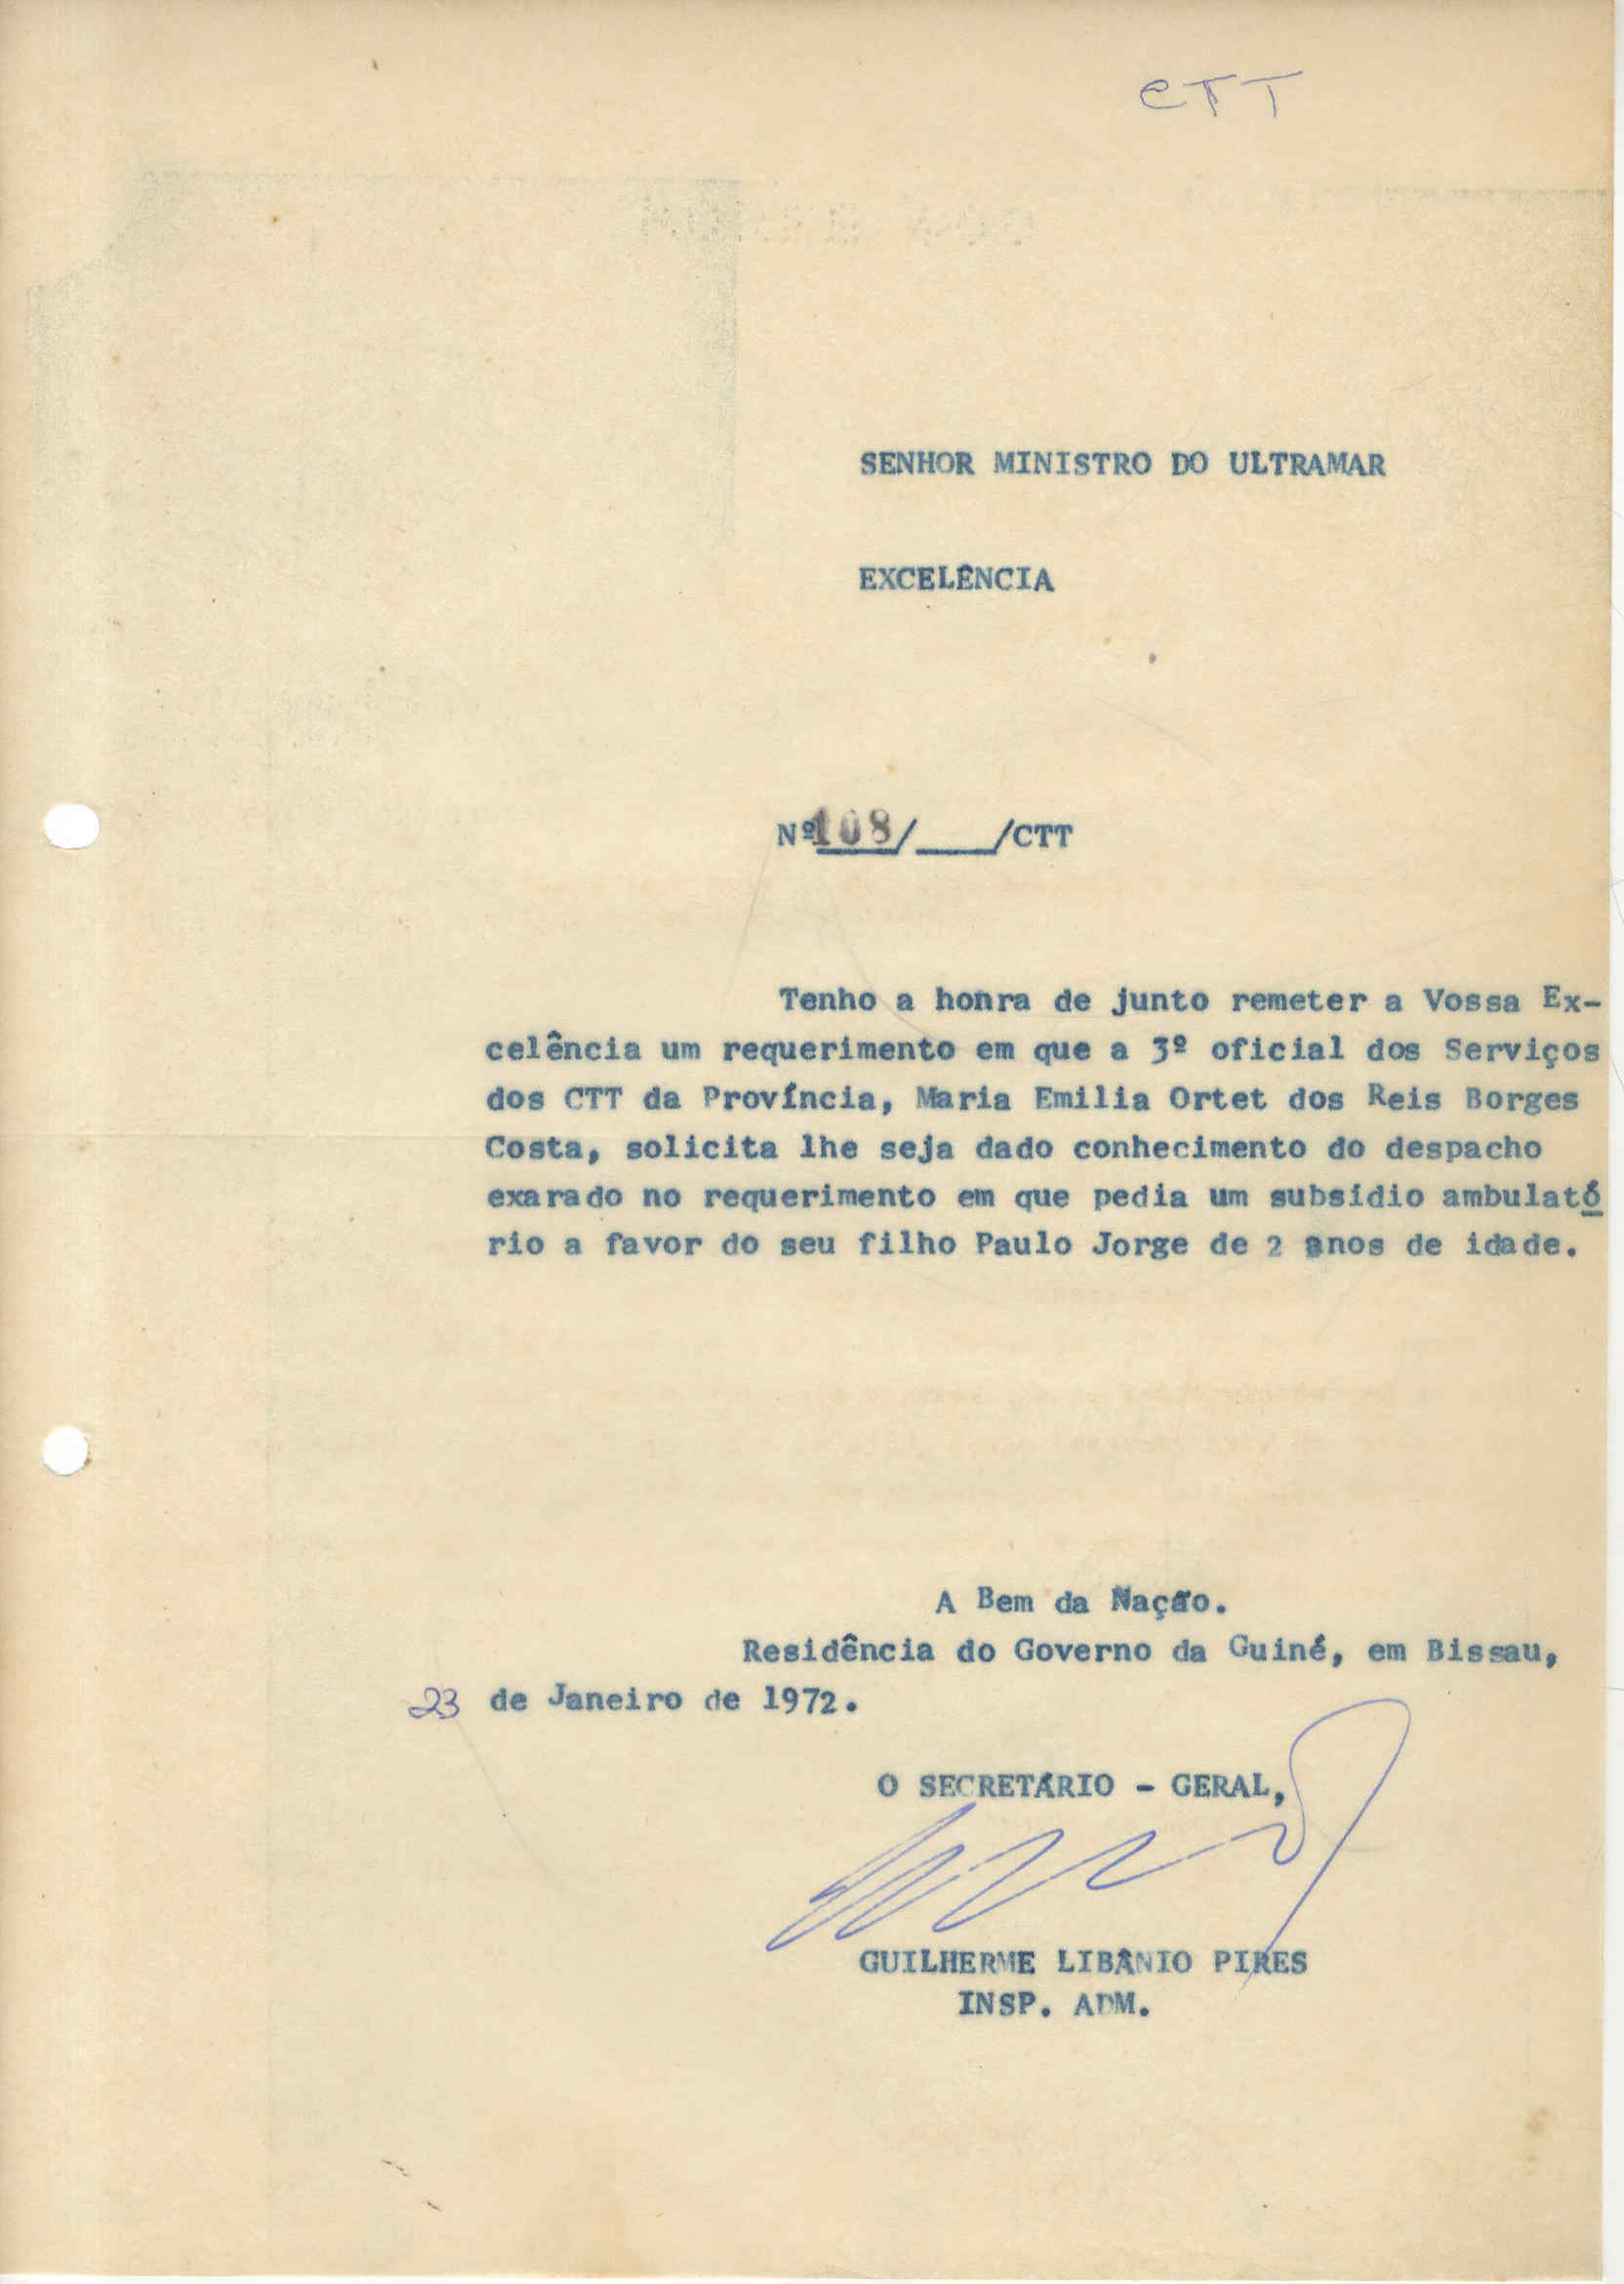 CTT
SENHOR MINISTRO DO ULTRAMAR
EXCELÊNCIA
Nº108/___/CTT
Tenho a honra de junto remeter a Vossa Ex-
celência um requerimento em que a 3º oficial dos Serviços
dos CTT da Província, Maria Emilia Ortet dos Reis Borges
Costa, solicita lhe seja dado conhecimento do despacho
exarado no requerimento em que pedia um subsídio ambulató
rio a favor do seu filho Paulo Jorge de 2 anos de idade.
A Bem da Nação.
Residência do Governo da Guiné, em Bissau,
23 de Janeiro de 1972.
O SECRETÁRIO - GERAL,
GUILHERME LIBÂNIO PIRES
INSP. ADM.